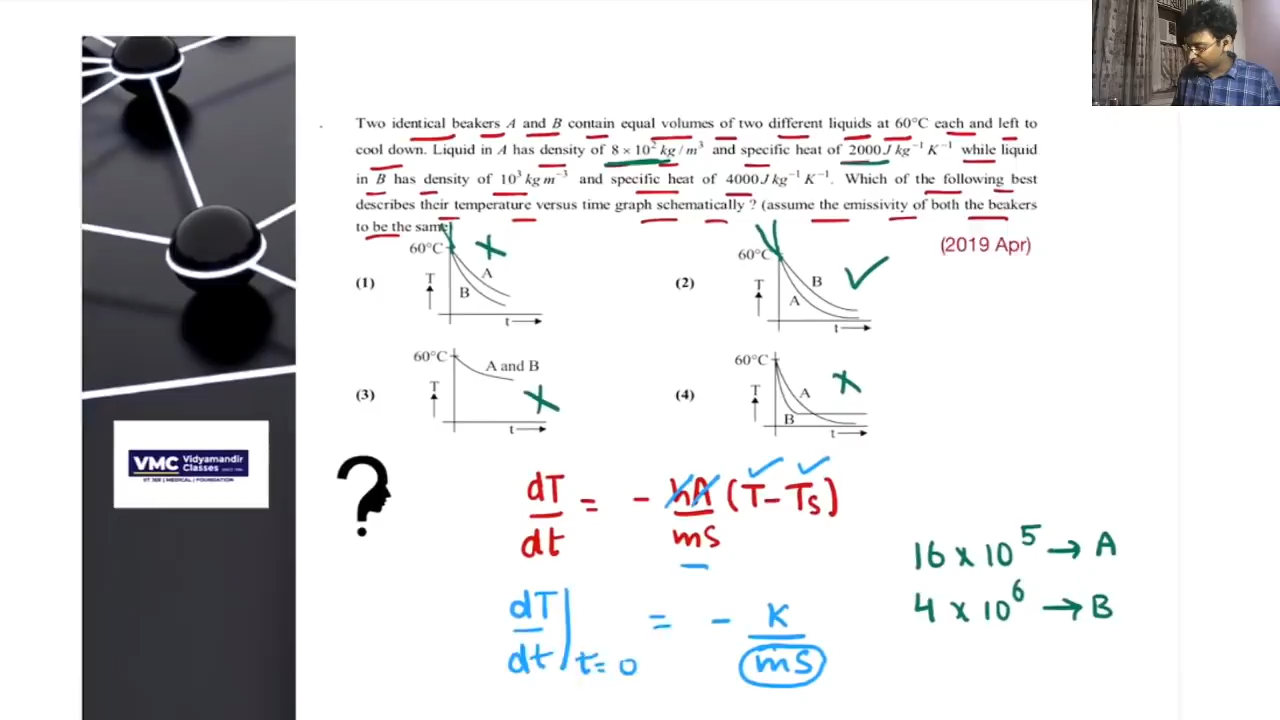 Two identical beakers A and B contain equal volumes of two different liquids at 60°C each and left to
cool down. Liquid in A has density of 8 × 10² kg / m³ and specific heat of 2000 J kg⁻¹ K⁻¹ while liquid
in B has density of 10³ kg m⁻³ and specific heat of 4000 J kg⁻¹ K⁻¹. Which of the following best
describes their temperature versus time graph schematically ? (assume the emissivity of both the beakers
to be the same)
(2019 Apr)
(1)
60°C
T
A
B
t
(2)
60°C
T
B
A
t
(3)
60°C
T
A and B
t
(4)
60°C
T
A
B
t
VMC Vidyamandir Classes
IIT JEE | MEDICAL | FOUNDATION
?
dT/dt = - hA/ms (T - Ts)
16 × 10⁵ → A
4 × 10⁶ → B
dT/dt|t=0 = - K/ms